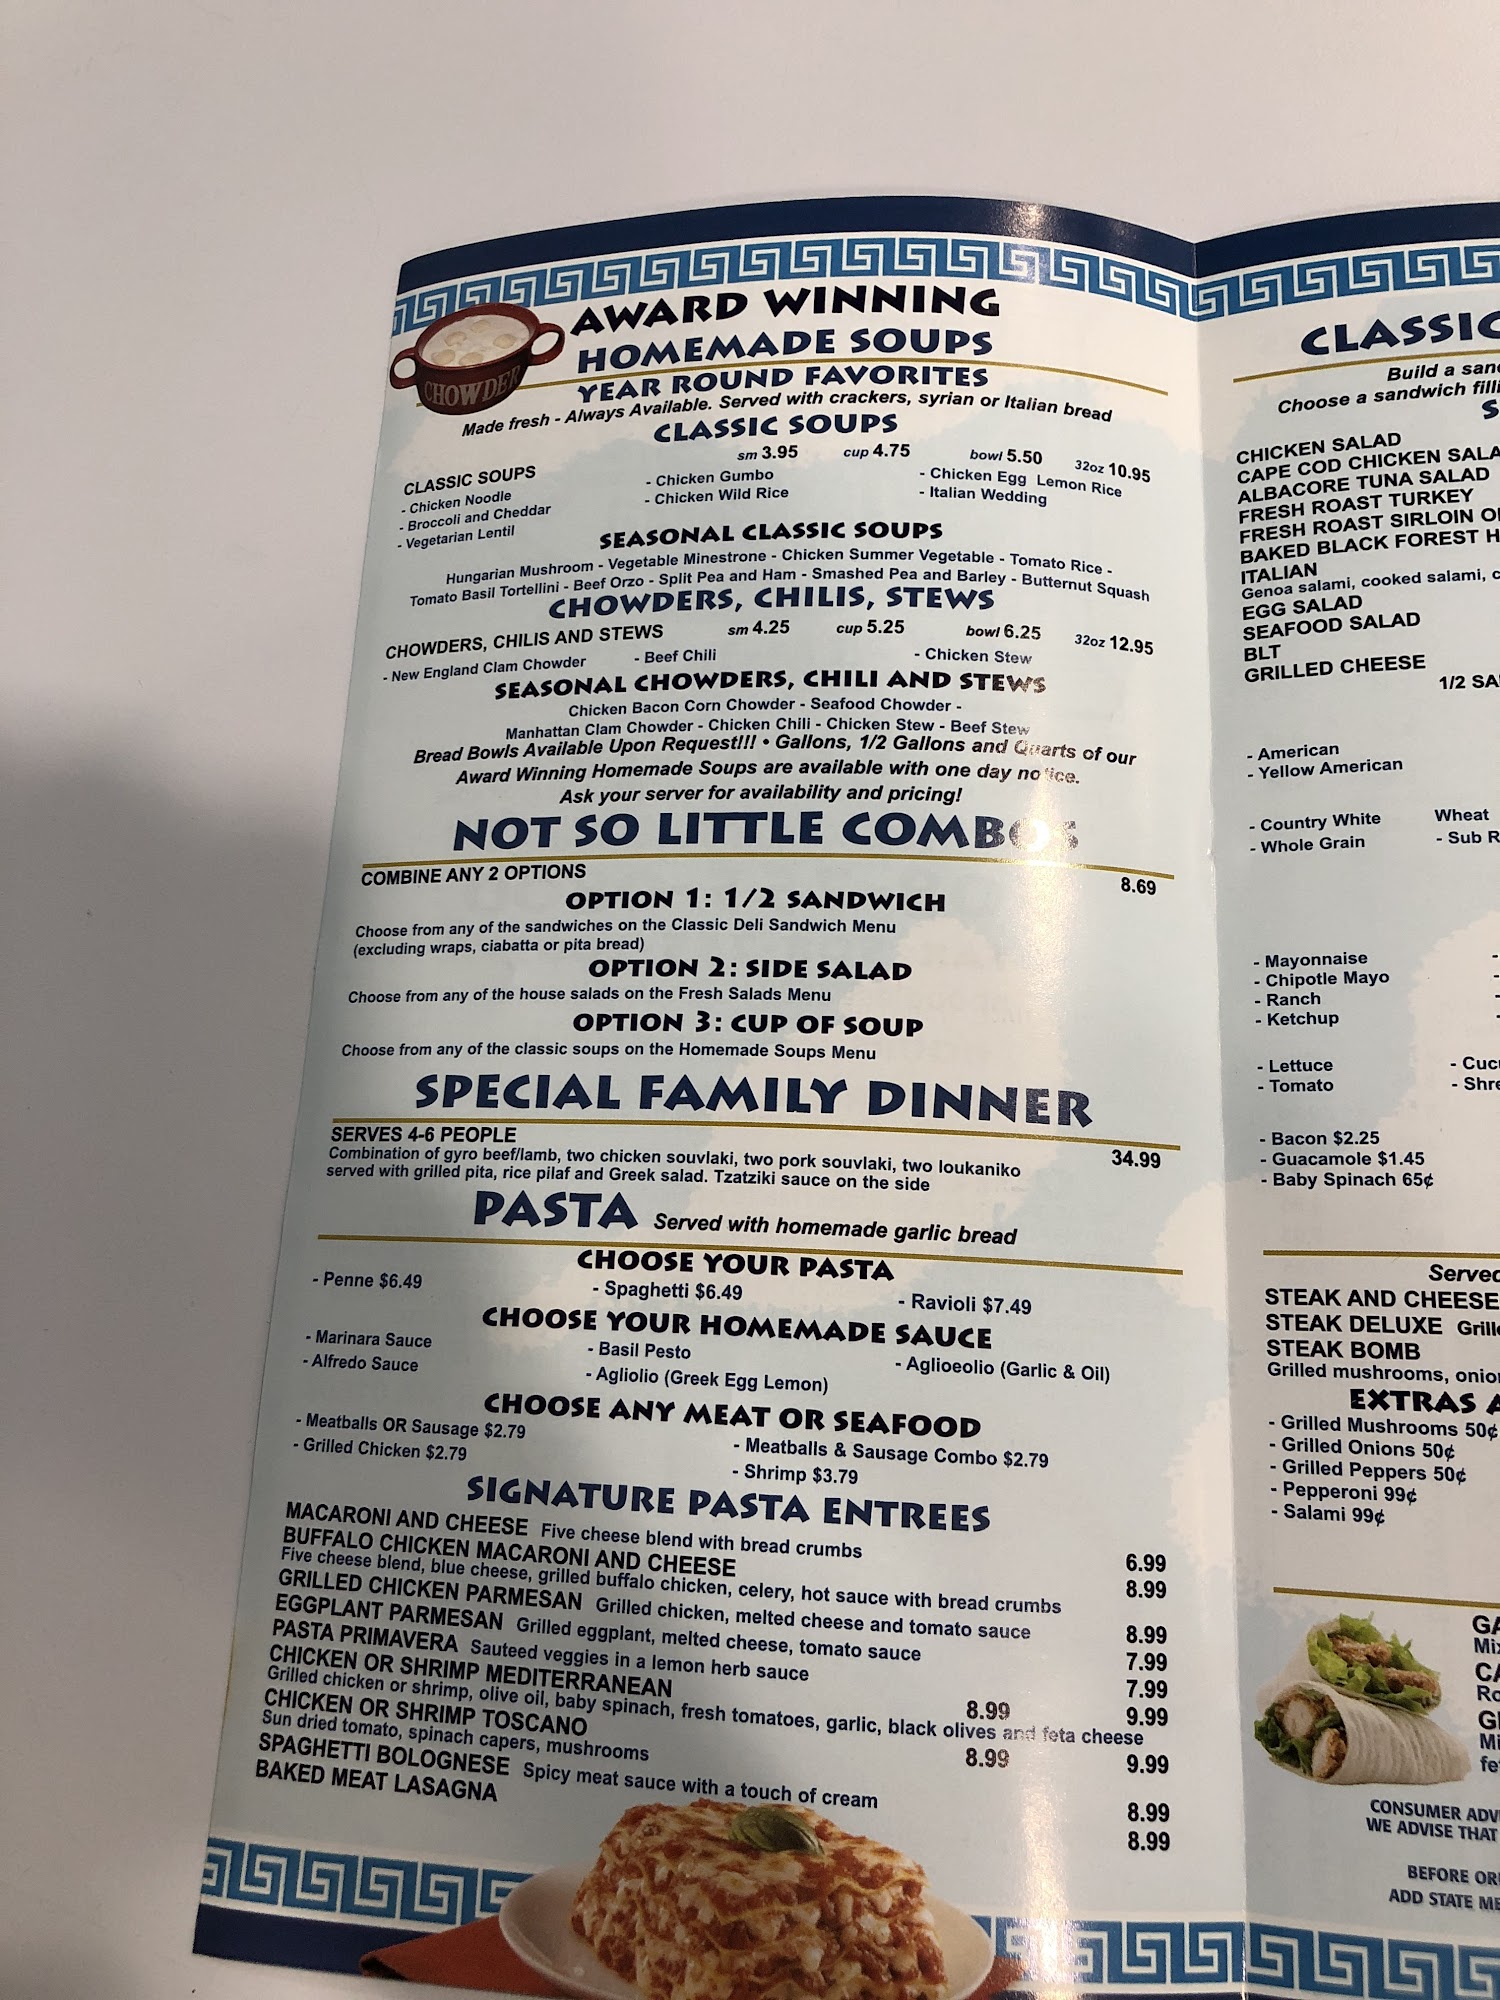 CHOWDER
AWARD WINNING
HOMEMADE SOUPS
YEAR ROUND FAVORITES
Made fresh - Always Available. Served with crackers, syrian or Italian bread
CLASSIC SOUPS
CLASSIC SOUPS sm 3.95 cup 4.75 bowl 5.50 32oz 10.95
- Chicken Noodle - Chicken Gumbo - Chicken Egg Lemon Rice
- Broccoli and Cheddar - Chicken Wild Rice - Italian Wedding
- Vegetarian Lentil
SEASONAL CLASSIC SOUPS
Hungarian Mushroom - Vegetable Minestrone - Chicken Summer Vegetable - Tomato Rice -
Tomato Basil Tortellini - Beef Orzo - Split Pea and Ham - Smashed Pea and Barley - Butternut Squash
CHOWDERS, CHILIS, STEWS
CHOWDERS, CHILIS AND STEWS sm 4.25 cup 5.25 bowl 6.25 32oz 12.95
- New England Clam Chowder - Beef Chili - Chicken Stew
SEASONAL CHOWDERS, CHILI AND STEWS
Chicken Bacon Corn Chowder - Seafood Chowder -
Manhattan Clam Chowder - Chicken Chili - Chicken Stew - Beef Stew
Bread Bowls Available Upon Request!!! • Gallons, 1/2 Gallons and Quarts of our
Award Winning Homemade Soups are available with one day notice.
Ask your server for availability and pricing!
NOT SO LITTLE COMBOS
COMBINE ANY 2 OPTIONS 8.69
OPTION 1: 1/2 SANDWICH
Choose from any of the sandwiches on the Classic Deli Sandwich Menu
(excluding wraps, ciabatta or pita bread)
OPTION 2: SIDE SALAD
Choose from any of the house salads on the Fresh Salads Menu
OPTION 3: CUP OF SOUP
Choose from any of the classic soups on the Homemade Soups Menu
SPECIAL FAMILY DINNER
SERVES 4-6 PEOPLE 34.99
Combination of gyro beef/lamb, two chicken souvlaki, two pork souvlaki, two loukaniko
served with grilled pita, rice pilaf and Greek salad. Tzatziki sauce on the side
PASTA Served with homemade garlic bread
CHOOSE YOUR PASTA
- Penne $6.49 - Spaghetti $6.49 - Ravioli $7.49
CHOOSE YOUR HOMEMADE SAUCE
- Marinara Sauce - Basil Pesto - Aglioeolio (Garlic & Oil)
- Alfredo Sauce - Agliolio (Greek Egg Lemon)
CHOOSE ANY MEAT OR SEAFOOD
- Meatballs OR Sausage $2.79 - Meatballs & Sausage Combo $2.79
- Grilled Chicken $2.79 - Shrimp $3.79
SIGNATURE PASTA ENTREES
MACARONI AND CHEESE Five cheese blend with bread crumbs 6.99
BUFFALO CHICKEN MACARONI AND CHEESE 8.99
Five cheese blend, blue cheese, grilled buffalo chicken, celery, hot sauce with bread crumbs
GRILLED CHICKEN PARMESAN Grilled chicken, melted cheese and tomato sauce 8.99
EGGPLANT PARMESAN Grilled eggplant, melted cheese, tomato sauce 7.99
PASTA PRIMAVERA Sauteed veggies in a lemon herb sauce 7.99
CHICKEN OR SHRIMP MEDITERRANEAN 8.99 9.99
Grilled chicken or shrimp, olive oil, baby spinach, fresh tomatoes, garlic, black olives and feta cheese
CHICKEN OR SHRIMP TOSCANO 8.99 9.99
Sun dried tomato, spinach capers, mushrooms
SPAGHETTI BOLOGNESE Spicy meat sauce with a touch of cream 8.99
BAKED MEAT LASAGNA 8.99
CLASSIC
Build a
Choose a sandwich
CHICKEN SALAD
CAPE COD CHICKEN
ALBACORE TUNA SALAD
FRESH ROAST TURKEY
FRESH ROAST SIRLOIN
BAKED BLACK FOREST
ITALIAN
Genoa salami, cooked salami,
EGG SALAD
SEAFOOD SALAD
BLT
GRILLED CHEESE
1/2
- American
- Yellow American
- Country White Wheat
- Whole Grain - Sub
- Mayonnaise -
- Chipotle Mayo -
- Ranch -
- Ketchup -
- Lettuce -
- Tomato -
- Bacon $2.25
- Guacamole $1.45
- Baby Spinach 65¢
Served
STEAK AND CHEESE
STEAK DELUXE
STEAK BOMB
Grilled mushrooms,
EXTRAS
- Grilled Mushrooms 50¢
- Grilled Onions 50¢
- Grilled Peppers 50¢
- Pepperoni 99¢
- Salami 99¢
CONSUMER
WE ADVISE THAT
BEFORE
ADD STATE